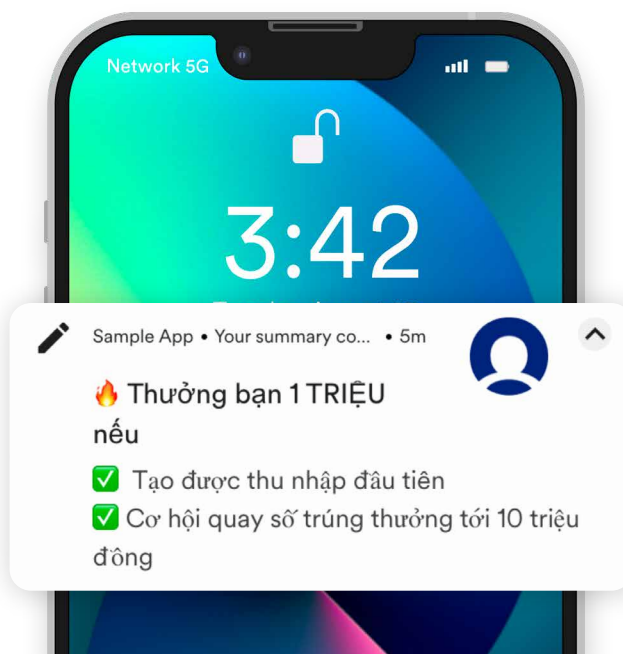 Network 5G
3:42
Sample App • Your summary co... • 5m
🔥 Thưởng bạn 1 TRIỆU
nếu
✅ Tạo được thu nhập đầu tiên
✅ Cơ hội quay số trúng thưởng tới 10 triệu
đồng